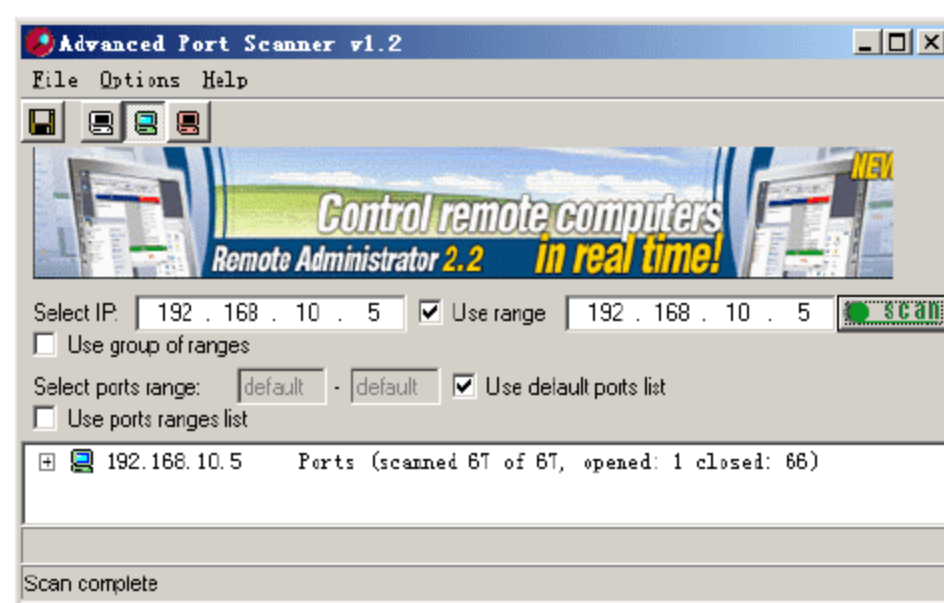 Advanced Port Scanner v1.2
File Options Help
NEW
Control remote computers
Remote Administrator 2.2 in real time!
Select IP: 192 . 168 . 10 . 5 Use range 192 . 168 . 10 . 5 scan
Use group of ranges
Select ports range: default - default Use default ports list
Use ports ranges list
192.168.10.5 Ports (scanned 67 of 67, opened: 1 closed: 66)
Scan complete